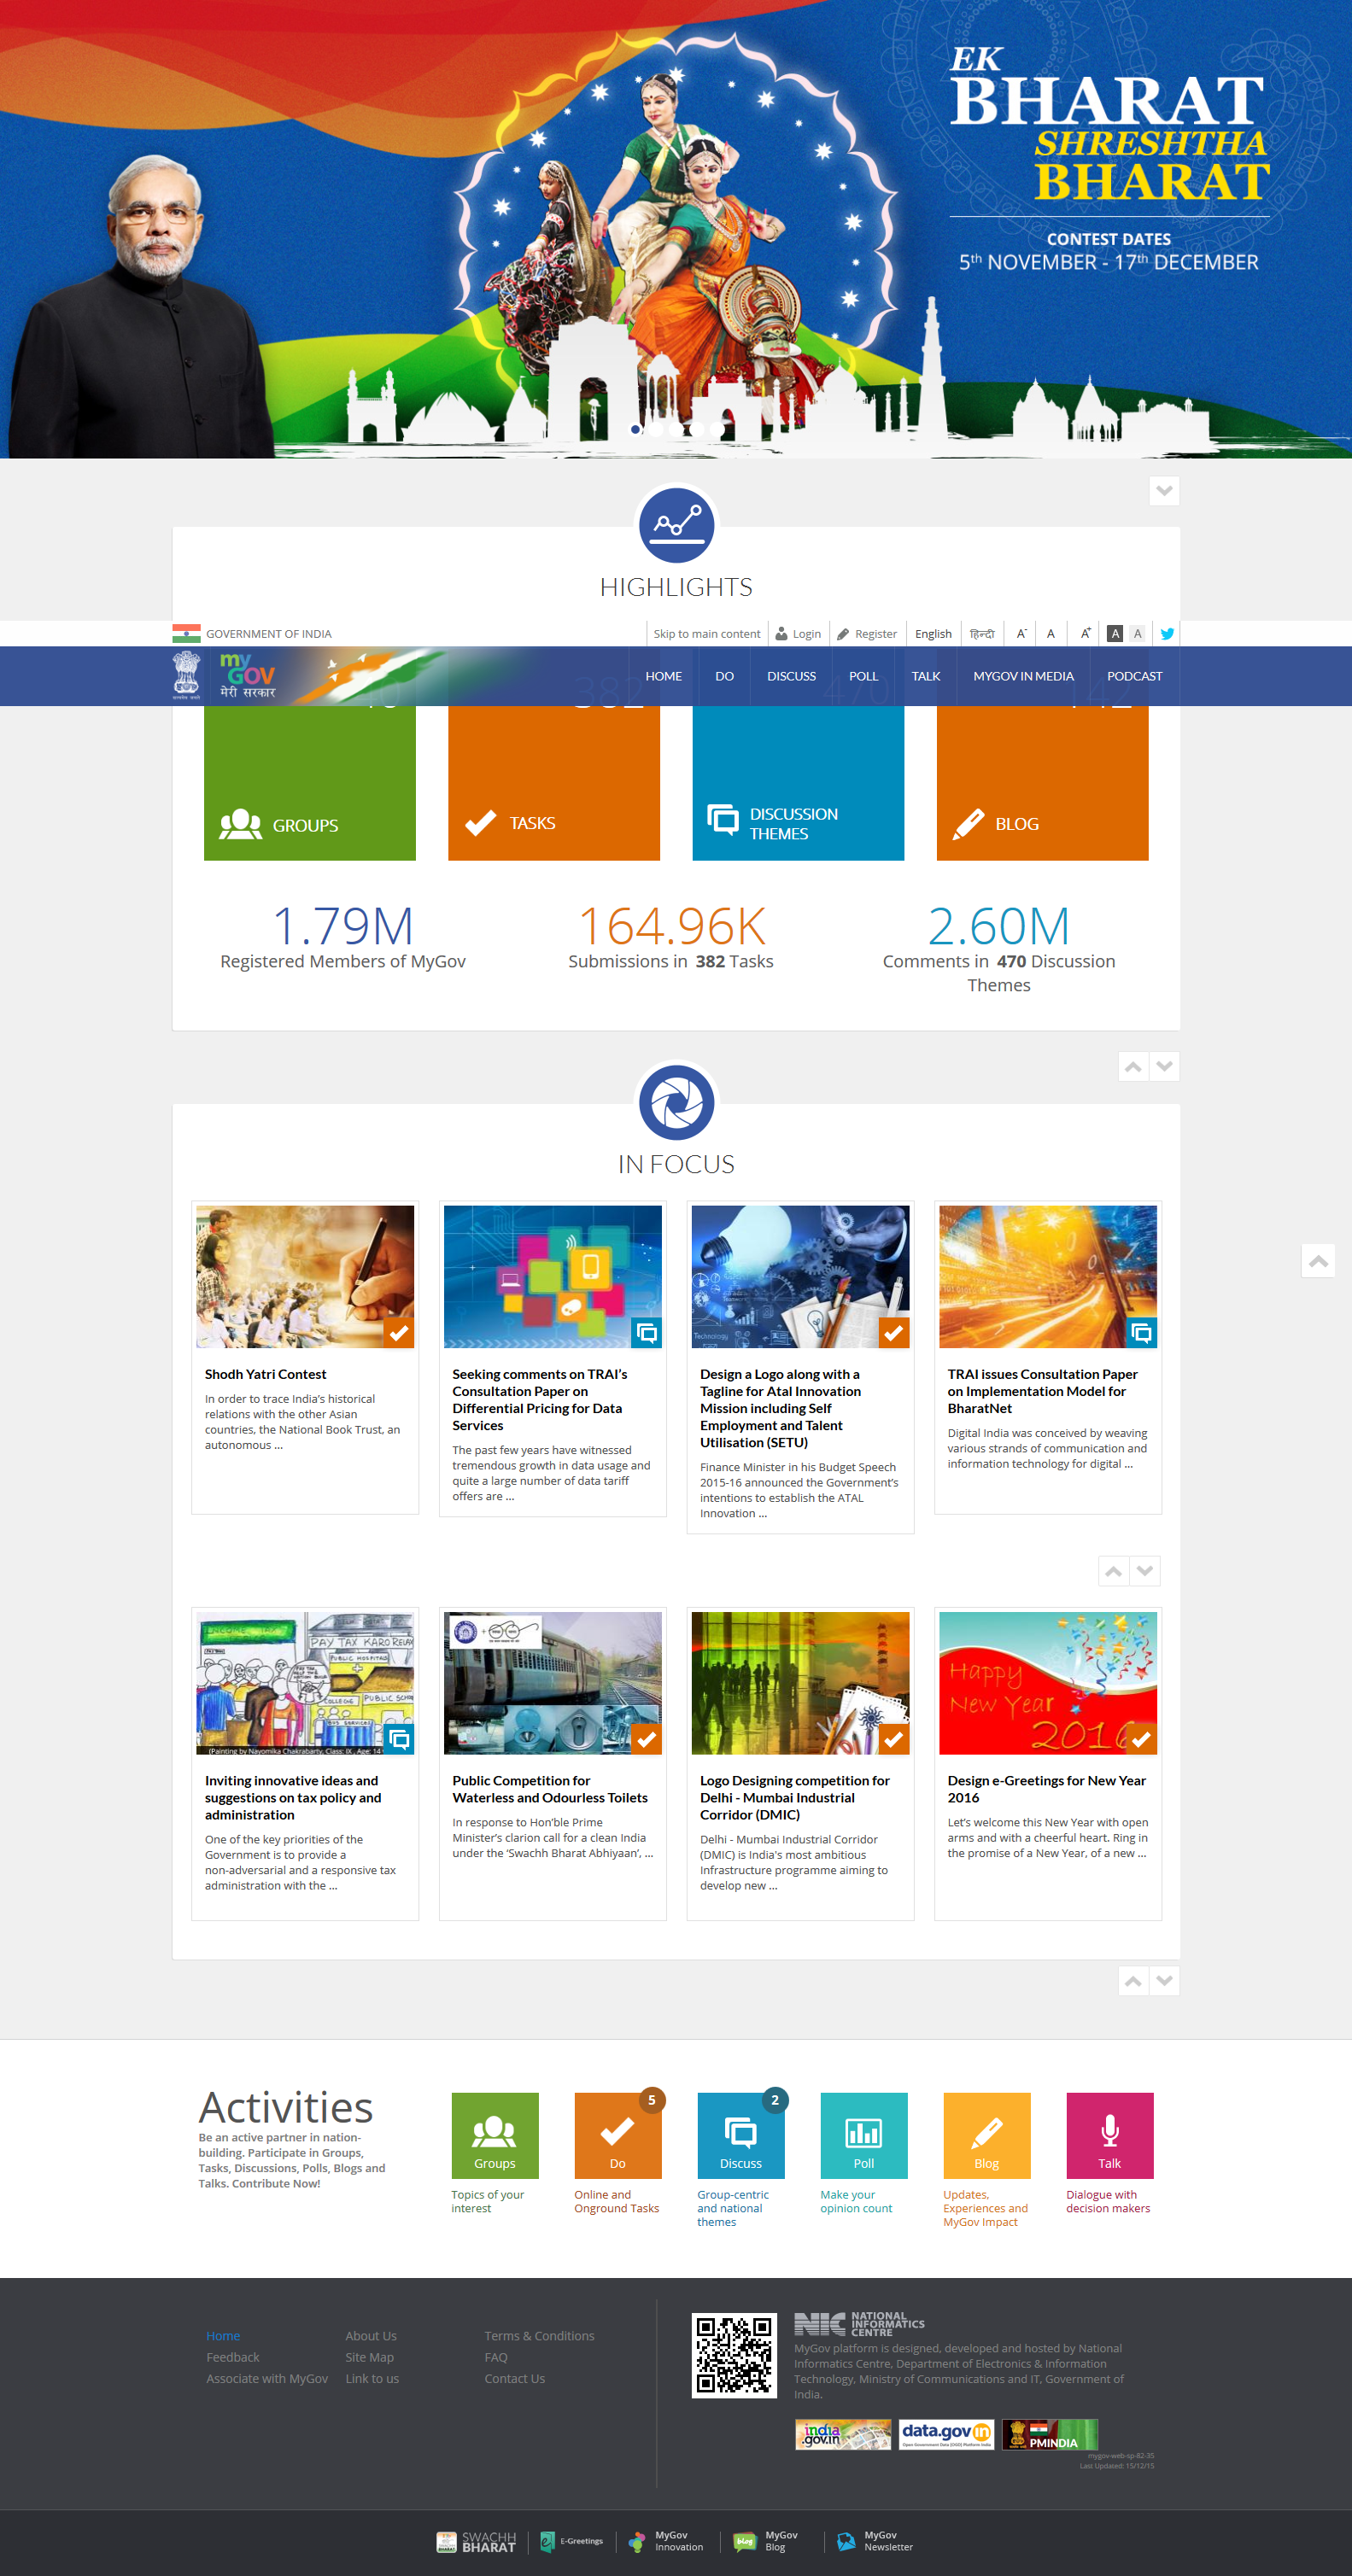 EK
BHARAT
SHRESHTHA
BHARAT
CONTEST DATES
5th NOVEMBER - 17th DECEMBER
HIGHLIGHTS
GOVERNMENT OF INDIA
Skip to main content
Login
Register
English
हिन्दी
A-
A
A+
A
A
my
GOV
मेरी सरकार
HOME
DO
DISCUSS
POLL
TALK
MYGOV IN MEDIA
PODCAST
382
470
GROUPS
TASKS
DISCUSSION
THEMES
BLOG
1.79M
Registered Members of MyGov
164.96K
Submissions in 382 Tasks
2.60M
Comments in 470 Discussion
Themes
IN FOCUS
Technology
Shodh Yatri Contest
In order to trace India's historical
relations with the other Asian
countries, the National Book Trust, an
autonomous ...
Seeking comments on TRAI's
Consultation Paper on
Differential Pricing for Data
Services
The past few years have witnessed
tremendous growth in data usage and
quite a large number of data tariff
offers are ...
Design a Logo along with a
Tagline for Atal Innovation
Mission including Self
Employment and Talent
Utilisation (SETU)
Finance Minister in his Budget Speech
2015-16 announced the Government's
intentions to establish the ATAL
Innovation ...
TRAI issues Consultation Paper
on Implementation Model for
BharatNet
Digital India was conceived by weaving
various strands of communication and
information technology for digital ...
INCOME TAX
PAY TAX KARO RELAX
PUBLIC HOSPITAL
COLLEGE
PUBLIC SCHO
BUS SERVICES
(Painting by Nayomika Chakrabarty, Class: IX , Age: 14
Happy
New Year
2016
Inviting innovative ideas and
suggestions on tax policy and
administration
One of the key priorities of the
Government is to provide a
non-adversarial and a responsive tax
administration with the ...
Public Competition for
Waterless and Odourless Toilets
In response to Hon'ble Prime
Minister's clarion call for a clean India
under the 'Swachh Bharat Abhiyaan', ...
Logo Designing competition for
Delhi - Mumbai Industrial
Corridor (DMIC)
Delhi - Mumbai Industrial Corridor
(DMIC) is India's most ambitious
Infrastructure programme aiming to
develop new ...
Design e-Greetings for New Year
2016
Let's welcome this New Year with open
arms and with a cheerful heart. Ring in
the promise of a New Year, of a new ...
Activities
Be an active partner in nation-
building. Participate in Groups,
Tasks, Discussions, Polls, Blogs and
Talks. Contribute Now!
Groups
Topics of your
interest
5
Do
Online and
Onground Tasks
2
Discuss
Group-centric
and national
themes
Poll
Make your
opinion count
Blog
Updates,
Experiences and
MyGov Impact
Talk
Dialogue with
decision makers
Home
About Us
Terms & Conditions
Feedback
Site Map
FAQ
Associate with MyGov
Link to us
Contact Us
NIC NATIONAL
INFORMATICS
CENTRE
MyGov platform is designed, developed and hosted by National
Informatics Centre, Department of Electronics & Information
Technology, Ministry of Communications and IT, Government of
India.
india
.gov.in
data.gov in
Open Government Data (OGD) Platform India
PMINDIA
mygov-web-sp-82-35
Last Updated: 15/12/15
SWACHH
BHARAT
E-Greetings
MyGov
Innovation
blog
MyGov
Blog
MyGov
Newsletter